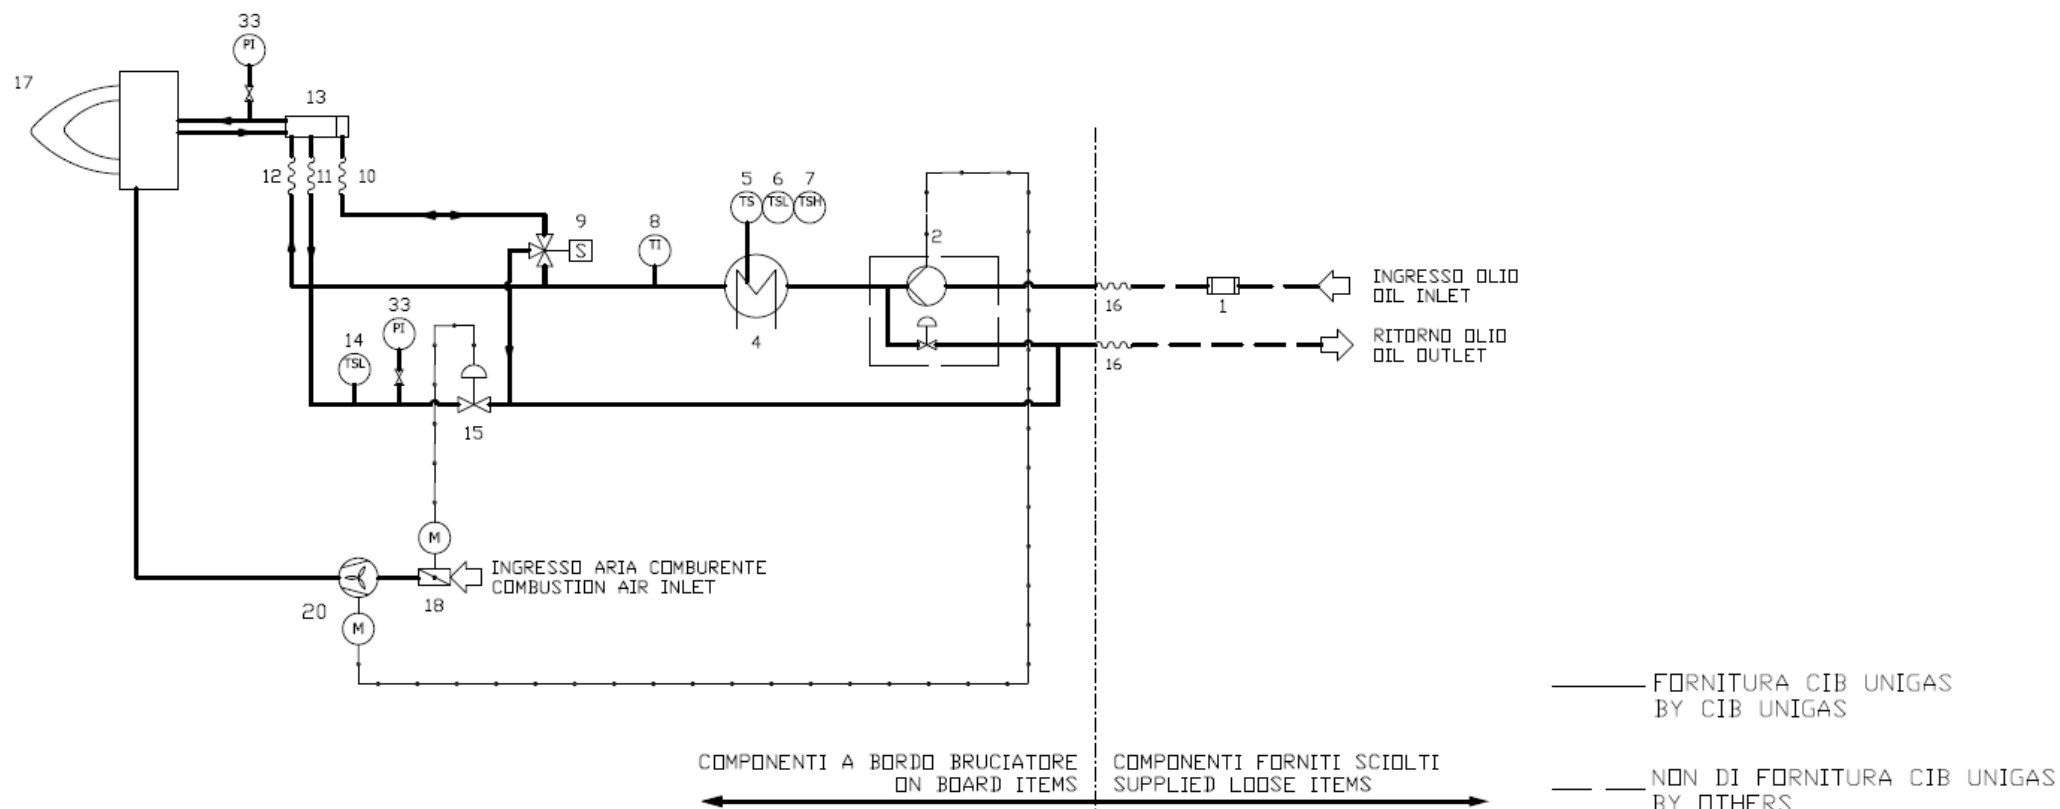 33
PI
17
13
12
11
10
5
6
7
TS
TSL
TSH
9
S
8
TI
2
4
16
1
INGRESSO OLIO
OIL INLET
RITORNO OLIO
OIL OUTLET
16
33
PI
14
TSL
15
M
INGRESSO ARIA COMBURENTE
COMBUSTION AIR INLET
18
20
M
FORNITURA CIB UNIGAS
BY CIB UNIGAS
COMPONENTI A BORDO BRUCIATORE
ON BOARD ITEMS
COMPONENTI FORNITI SCIOLTI
SUPPLIED LOOSE ITEMS
NON DI FORNITURA CIB UNIGAS
BY OTHERS